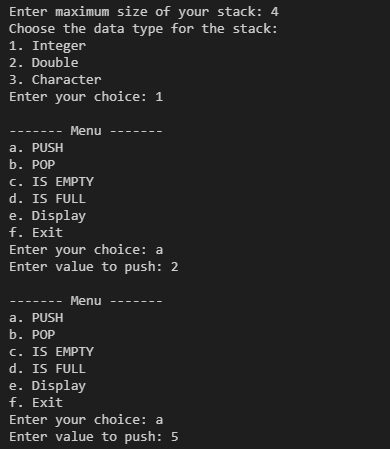 Enter maximum size of your stack: 4
Choose the data type for the stack:
1. Integer
2. Double
3. Character
Enter your choice: 1

------- Menu -------
a. PUSH
b. POP
c. IS EMPTY
d. IS FULL
e. Display
f. Exit
Enter your choice: a
Enter value to push: 2

------- Menu -------
a. PUSH
b. POP
c. IS EMPTY
d. IS FULL
e. Display
f. Exit
Enter your choice: a
Enter value to push: 5